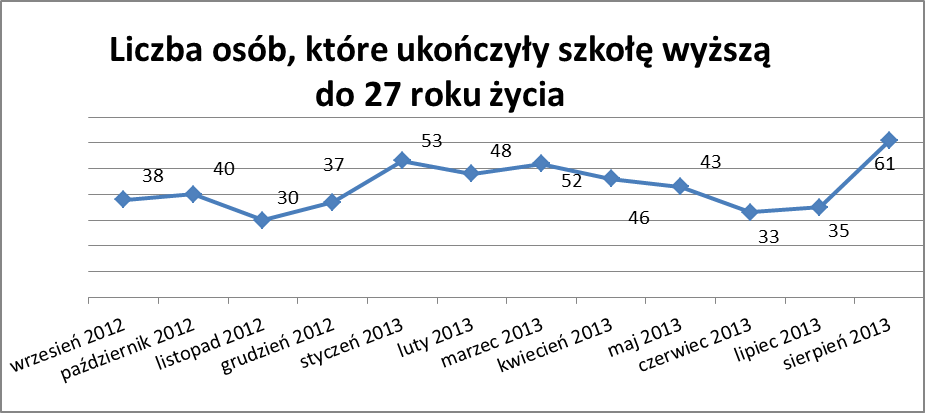 Liczba osób, które ukończyły szkołę wyższą
do 27 roku życia
38
40
30
37
53
48
52
46
43
33
35
61
wrzesień 2012
październik 2012
listopad 2012
grudzień 2012
styczeń 2013
luty 2013
marzec 2013
kwiecień 2013
maj 2013
czerwiec 2013
lipiec 2013
sierpień 2013